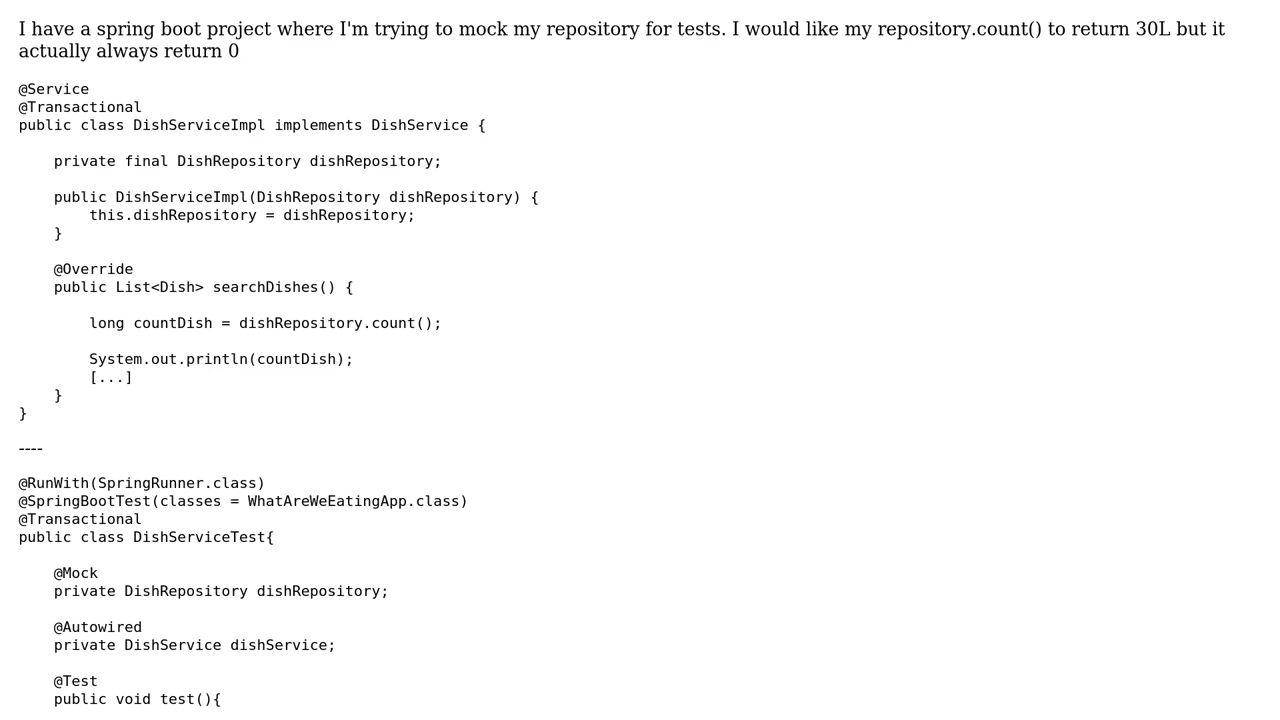 I have a spring boot project where I'm trying to mock my repository for tests. I would like my repository.count() to return 30L but it
actually always return 0
@Service
@Transactional
public class DishServiceImpl implements DishService {
    private final DishRepository dishRepository;
    public DishServiceImpl(DishRepository dishRepository) {
        this.dishRepository = dishRepository;
    }
    @Override
    public List<Dish> searchDishes() {
        long countDish = dishRepository.count();
        System.out.println(countDish);
        [...]
    }
}
----
@RunWith(SpringRunner.class)
@SpringBootTest(classes = WhatAreWeEatingApp.class)
@Transactional
public class DishServiceTest{
    @Mock
    private DishRepository dishRepository;
    @Autowired
    private DishService dishService;
    @Test
    public void test(){